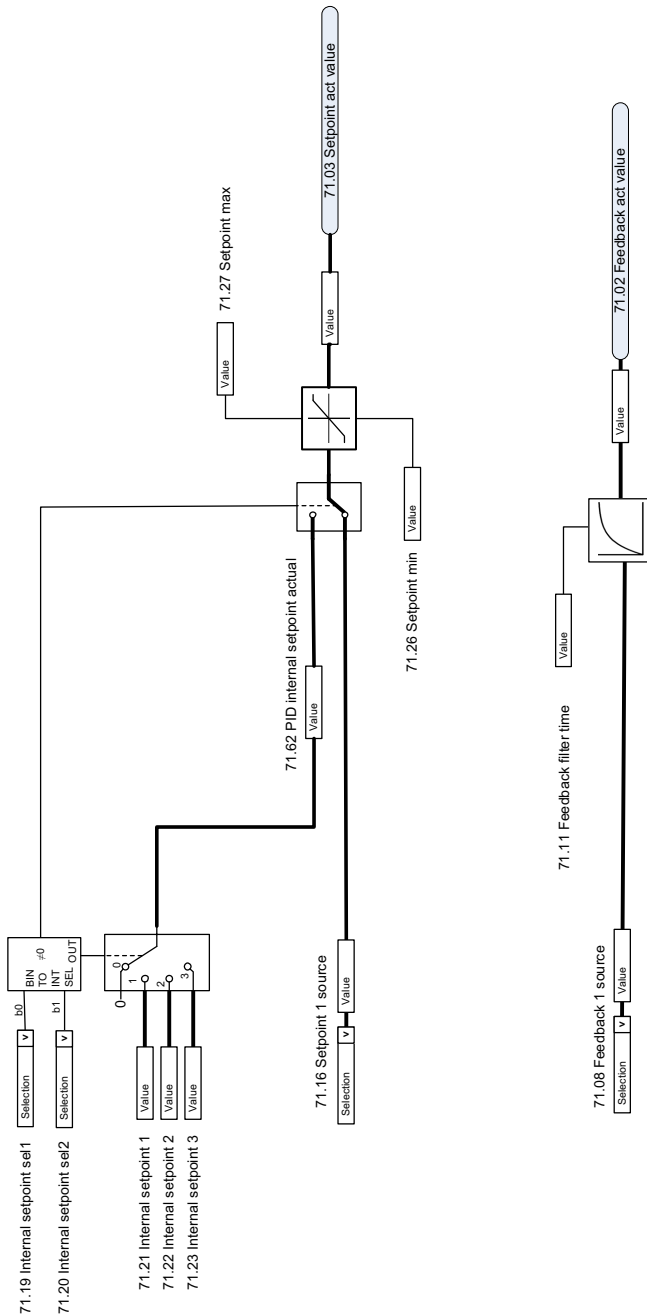 71.19 Internal setpoint sel1
Selection
v
b0
71.20 Internal setpoint sel2
Selection
v
b1
BIN
TO
INT
SEL
≠0
OUT
71.21 Internal setpoint 1
Value
71.22 Internal setpoint 2
Value
71.23 Internal setpoint 3
Value
0
0
1
2
3
71.62 PID internal setpoint actual
Value
71.16 Setpoint 1 source
Selection
v
Value
71.27 Setpoint max
Value
71.26 Setpoint min
Value
Value
71.03 Setpoint act value
71.11 Feedback filter time
Value
71.08 Feedback 1 source
Selection
v
Value
Value
71.02 Feedback act value